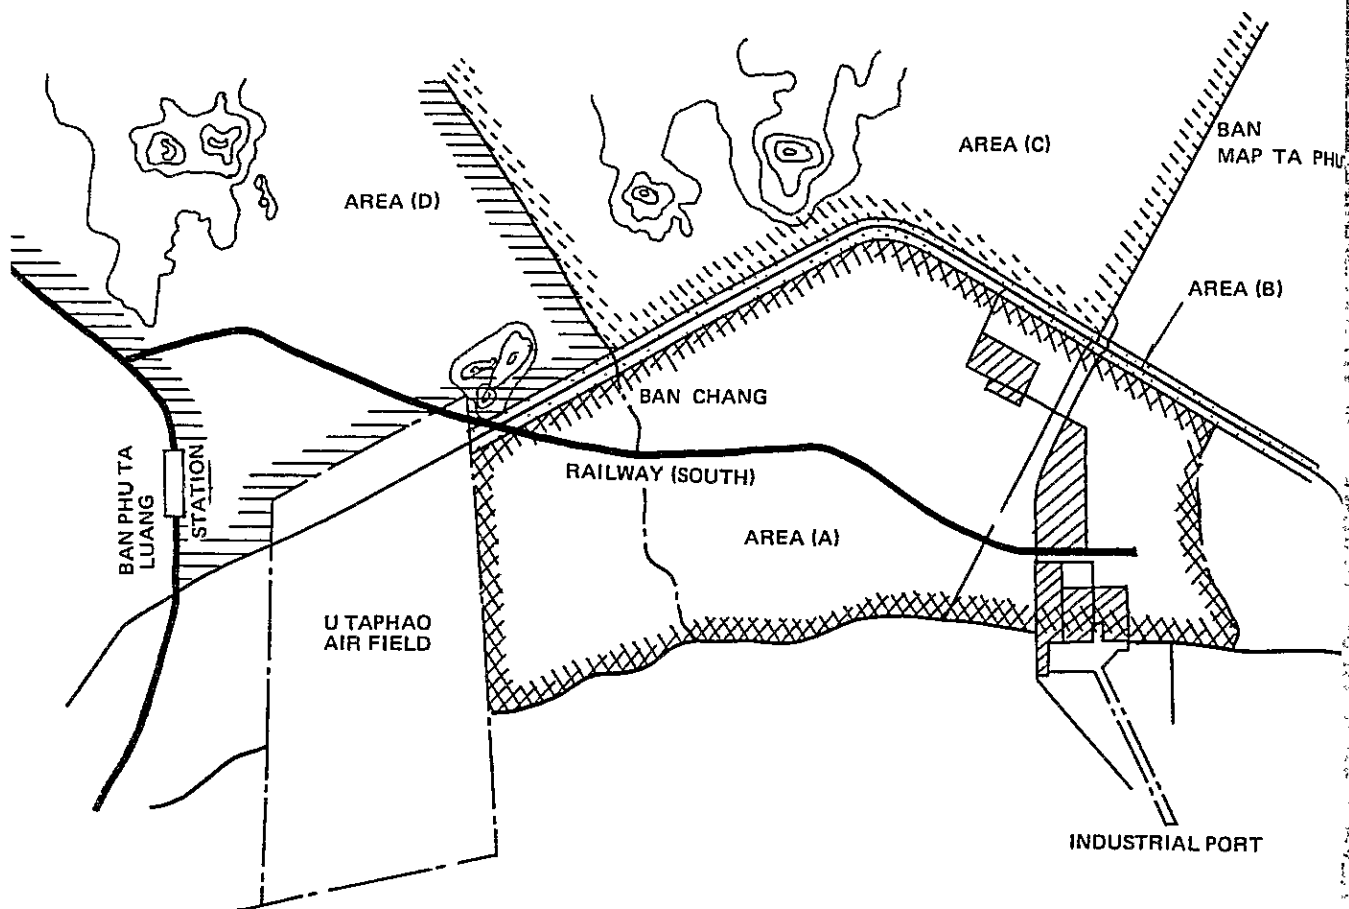 BAN
MAP TA PHU
AREA (C)
AREA (D)
AREA (B)
BAN CHANG
RAILWAY (SOUTH)
AREA (A)
BAN PHU TA
LUANG
STATION
U TAPHAO
AIR FIELD
INDUSTRIAL PORT